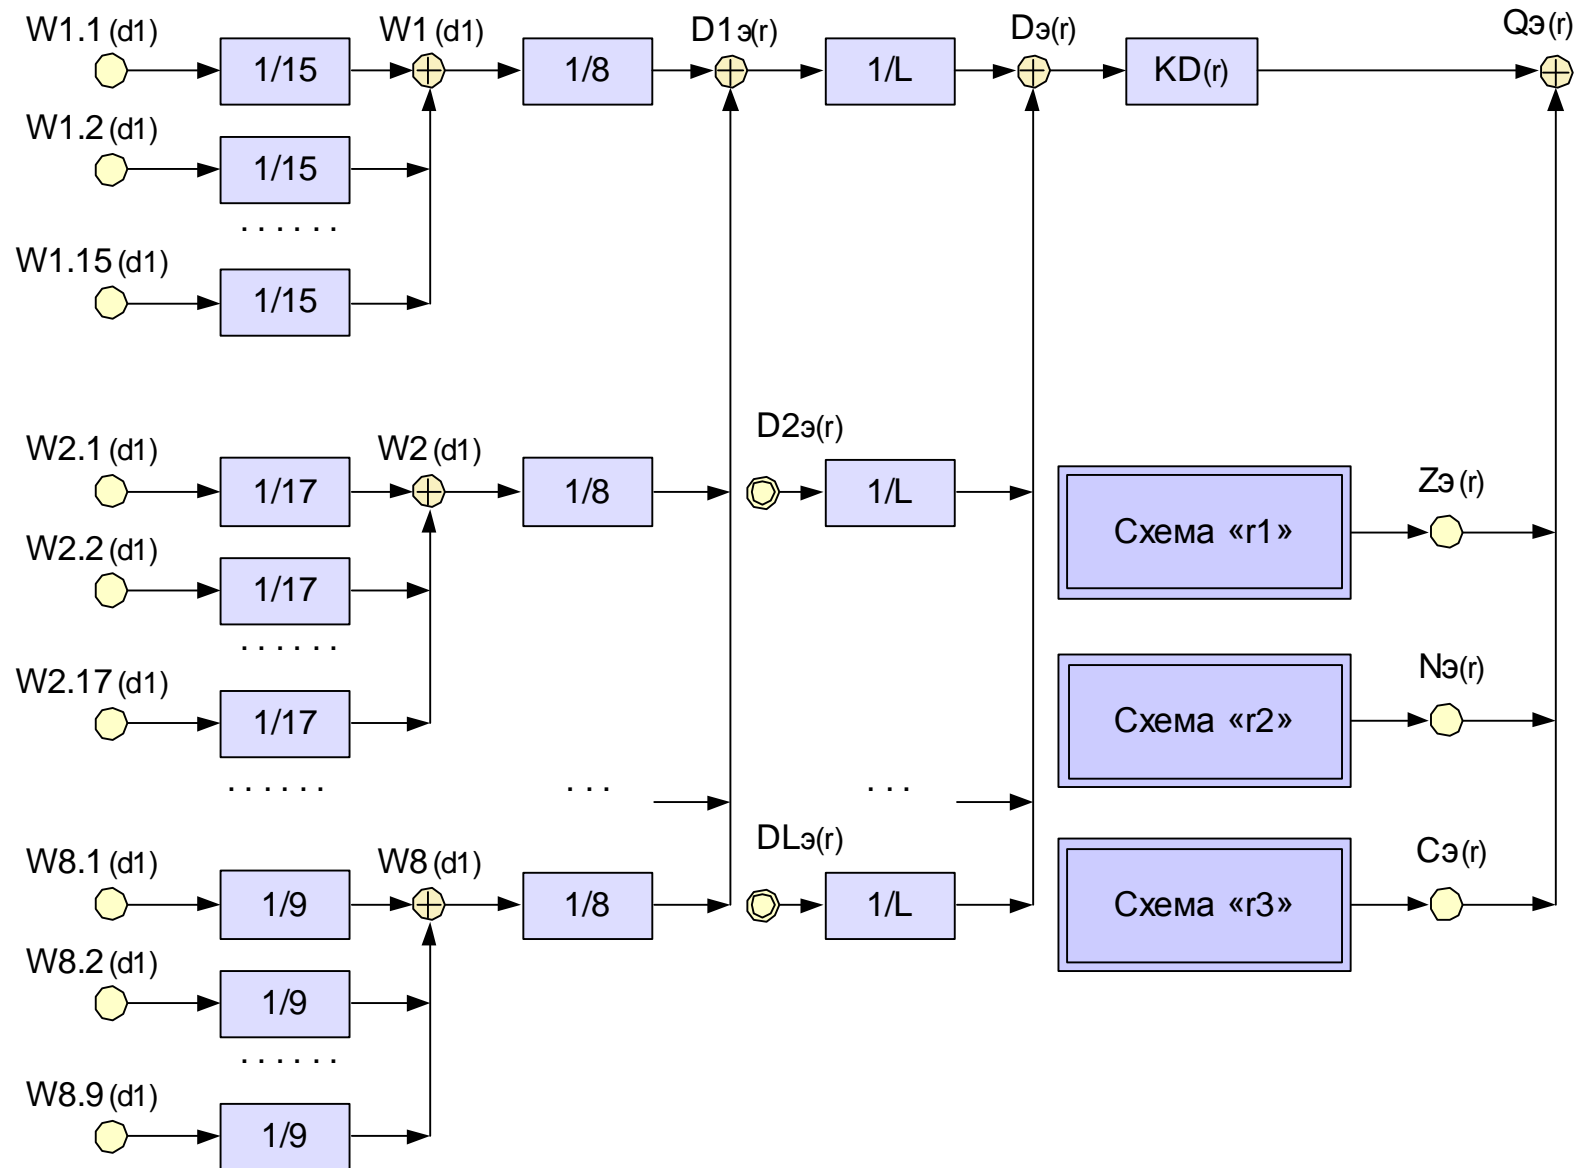 W1.1 (d1) W1 (d1) D1э(r) Dэ(r) Qэ(r)
1/15 1/8 1/L KD(r)
W1.2 (d1)
1/15
. . . . . .
W1.15 (d1)
1/15
D2э(r)
W2.1 (d1) W2 (d1)
1/17 1/8 1/L Zэ(r)
Схема «r1»
W2.2 (d1)
1/17
. . . . . .
W2.17 (d1) Nэ(r)
1/17 Схема «r2»
. . . . . . . . . . . .
DLэ(r)
W8.1 (d1) W8 (d1) Cэ(r)
1/9 1/8 1/L Схема «r3»
W8.2 (d1)
1/9
. . . . . .
W8.9 (d1)
1/9